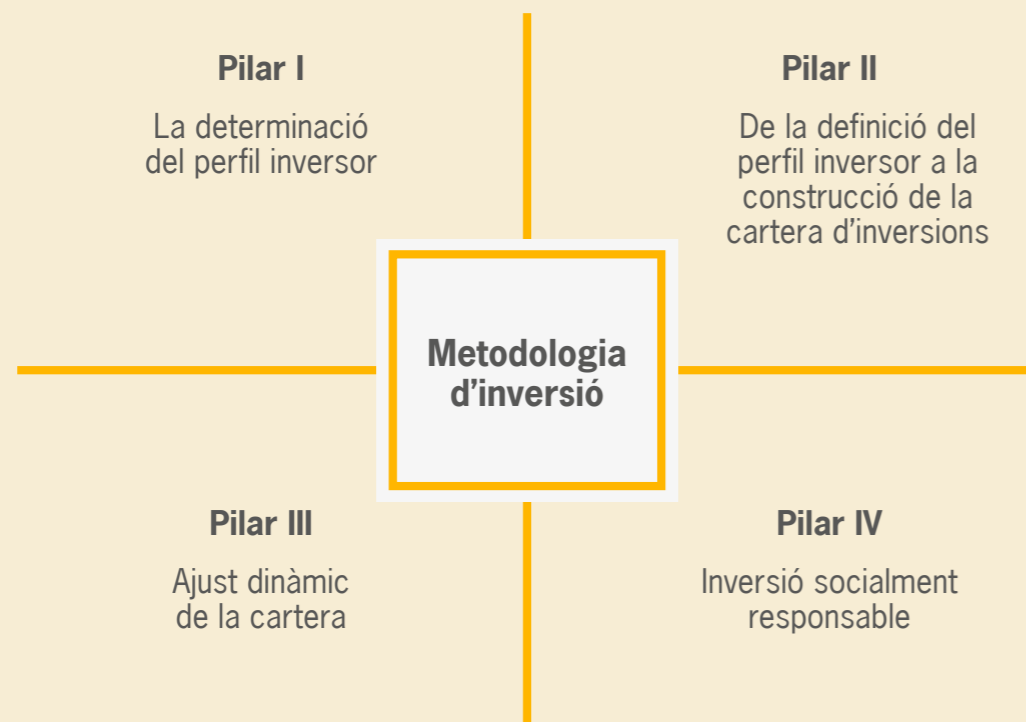 Pilar I
La determinació
del perfil inversor
Pilar II
De la definició del
perfil inversor a la
construcció de la
cartera d’inversions
Metodologia
d’inversió
Pilar III
Ajust dinàmic
de la cartera
Pilar IV
Inversió socialment
responsable